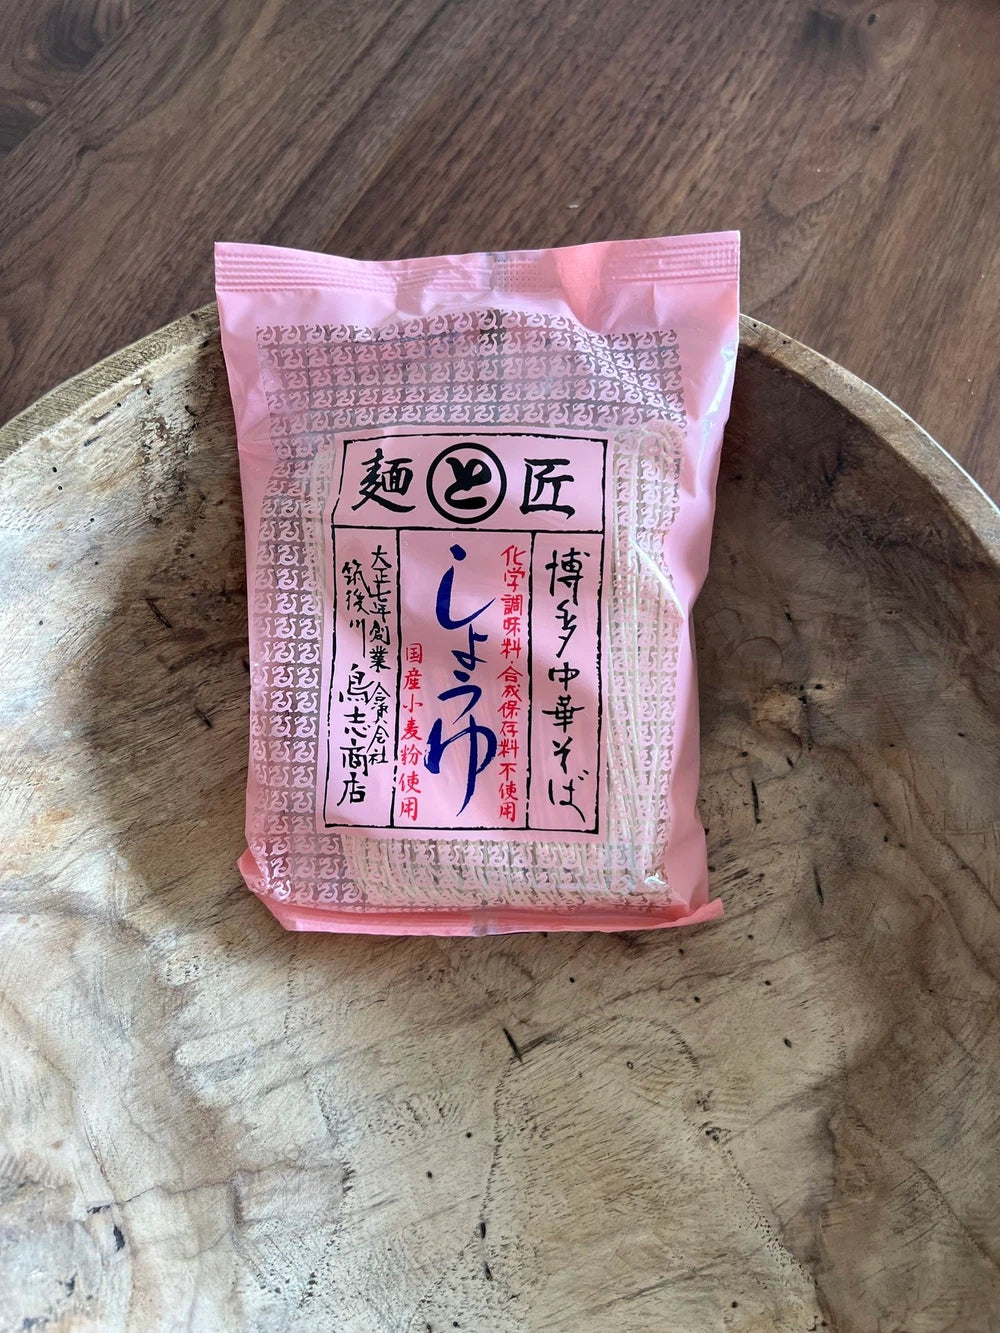 麺 と 匠
博多中華そば
化学調味料・合成保存料不使用
しょうゆ
国産小麦粉使用
大正七年創業 合資会社
筑後川 鳥志商店